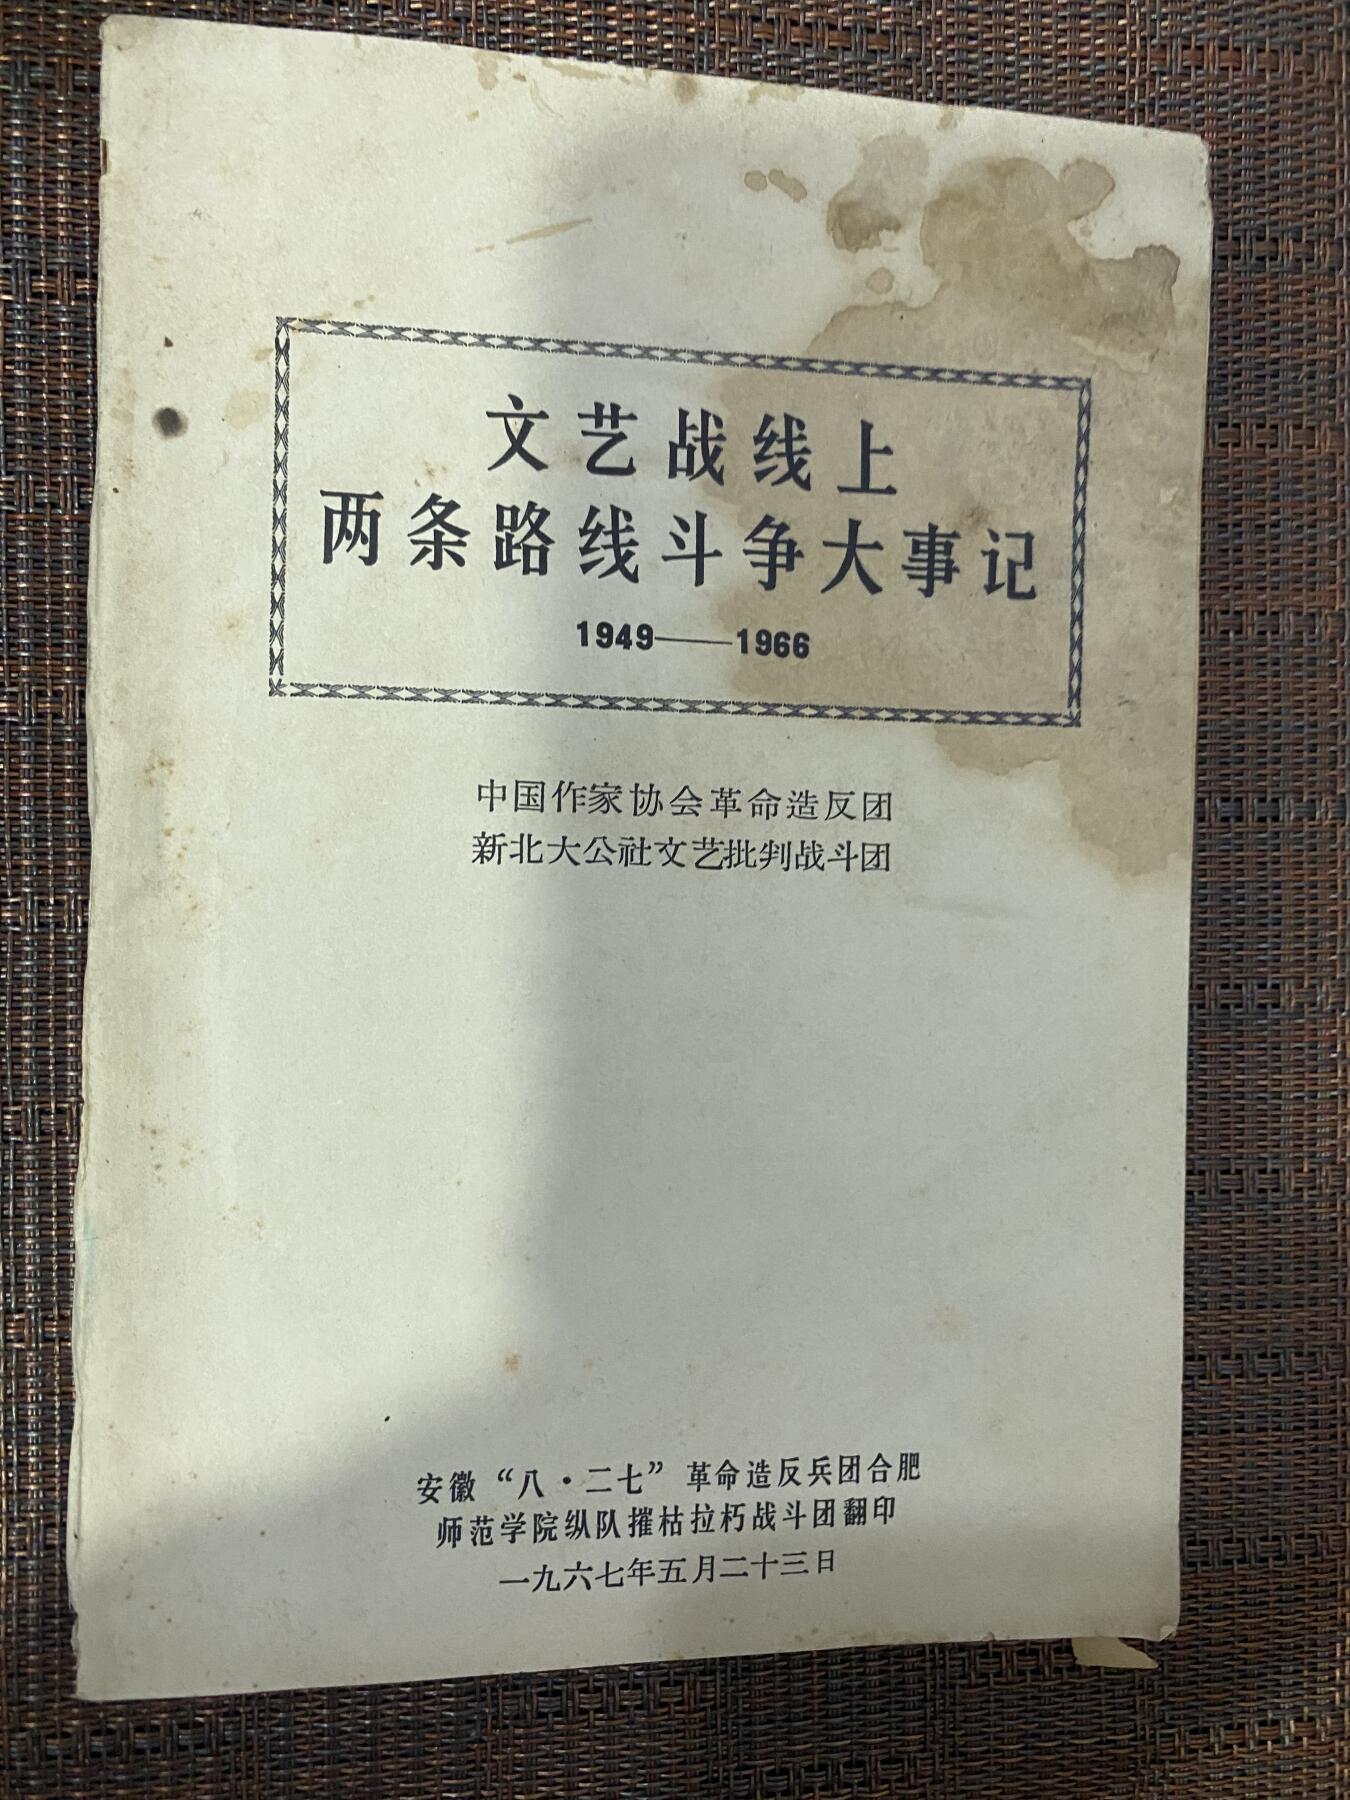 文艺战线上
两条路线斗争大事记
1949——1966
中国作家协会革命造反团
新北大公社文艺批判战斗团
安徽“八·二七”革命造反兵团合肥
师范学院纵队摧枯拉朽战斗团翻印
一九六七年五月二十三日